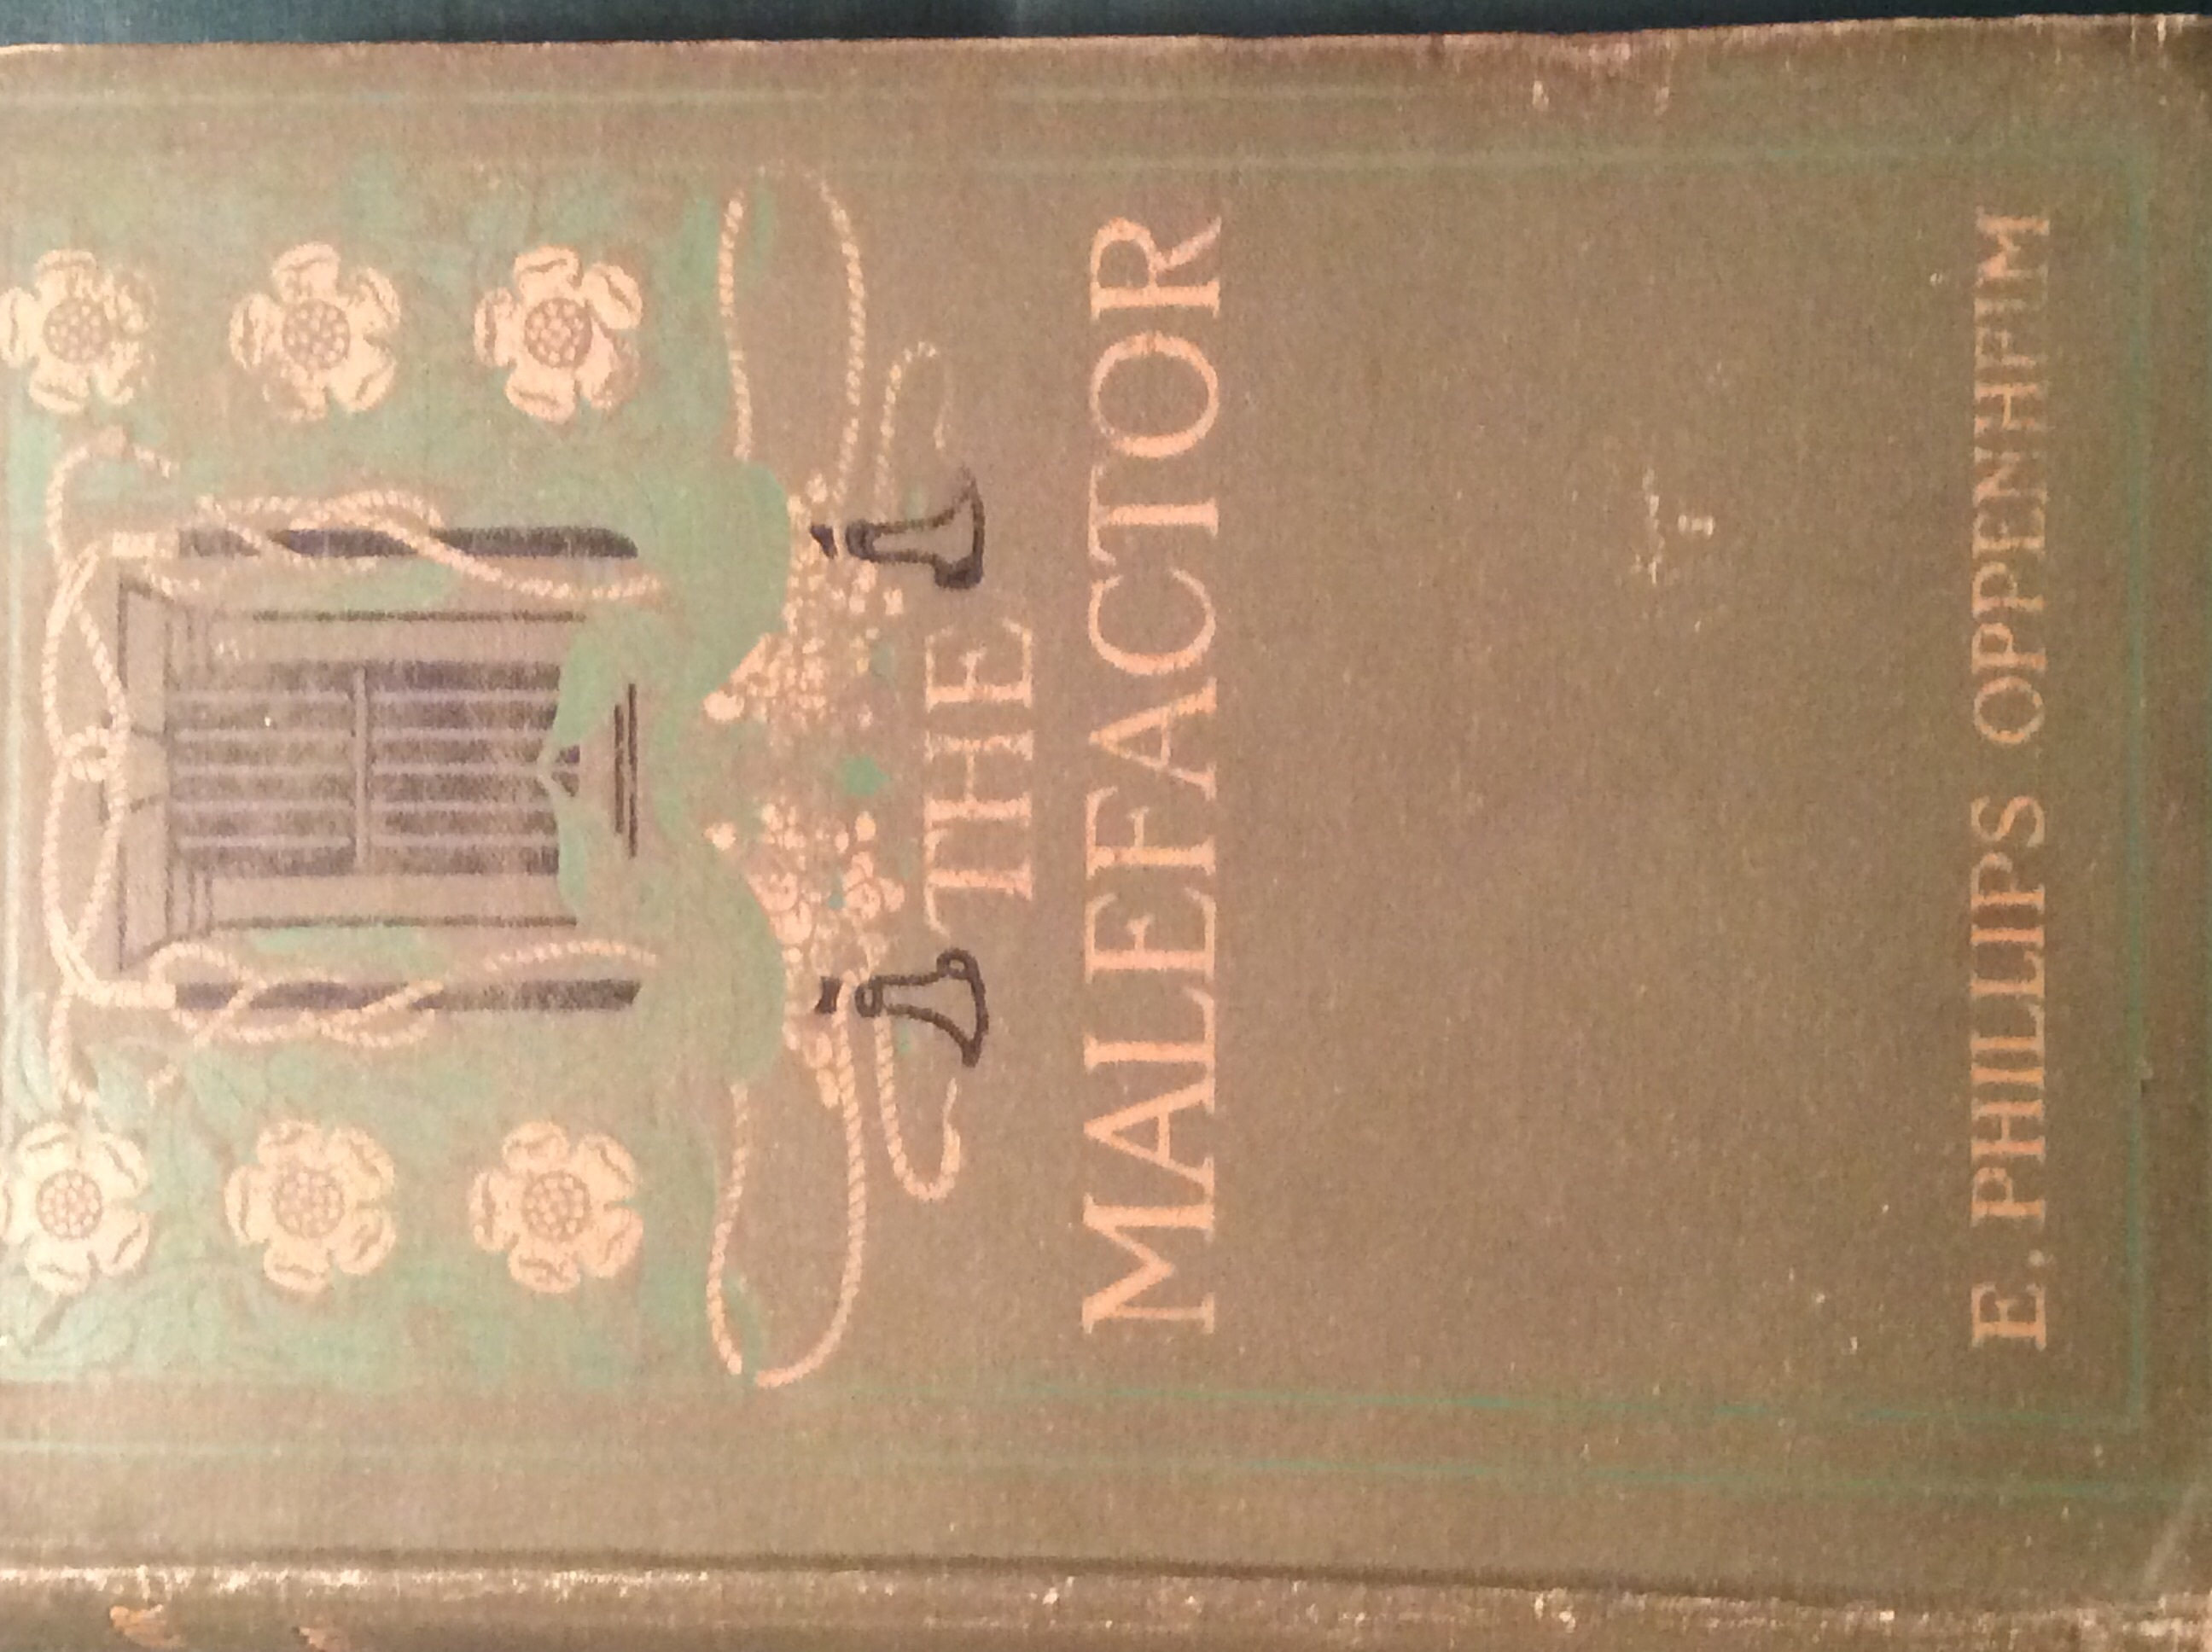 THE
MALEFACTOR
E. PHILLIPS OPPENHEIM